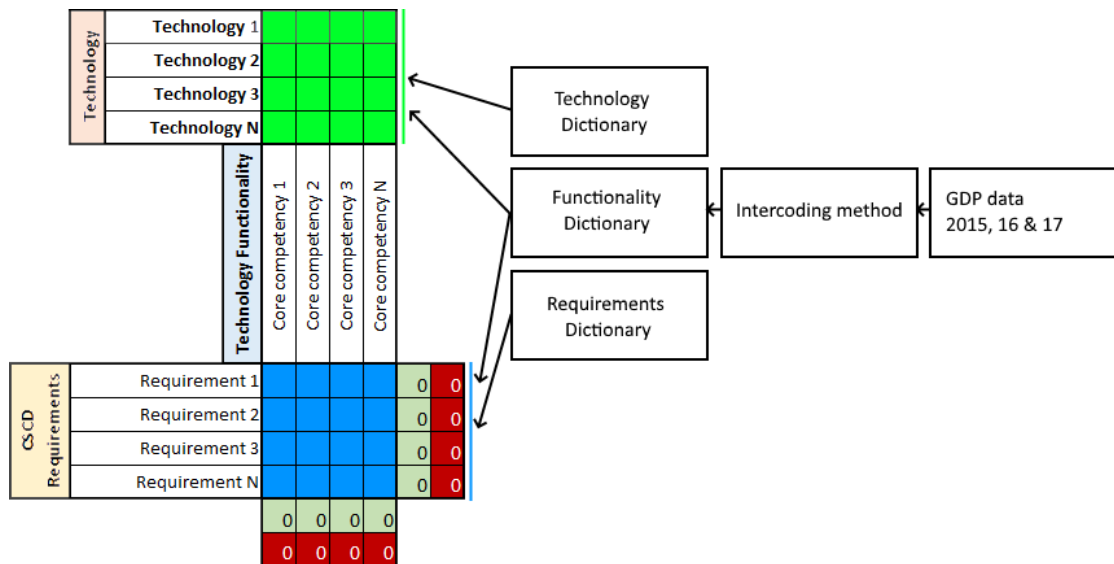 Technology
Technology 1
Technology 2
Technology 3
Technology N
Technology Functionality
Core competency 1
Core competency 2
Core competency 3
Core competency N
CSCD
Requirements
Requirement 1
0 0
Requirement 2
0 0
Requirement 3
0 0
Requirement N
0 0
0 0 0 0
0 0 0 0
Technology
Dictionary
Functionality
Dictionary
Intercoding method
GDP data
2015, 16 & 17
Requirements
Dictionary